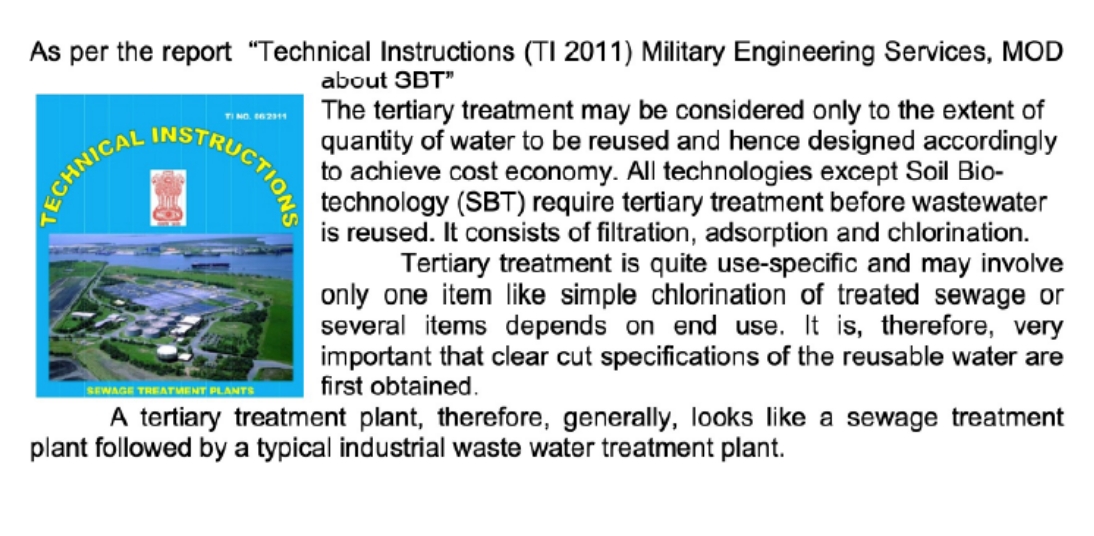 As per the report “Technical Instructions (TI 2011) Military Engineering Services, MOD
about SBT”
TI NO. 06/2011
TECHNICAL INSTRUCTIONS
SEWAGE TREATMENT PLANTS
The tertiary treatment may be considered only to the extent of
quantity of water to be reused and hence designed accordingly
to achieve cost economy. All technologies except Soil Bio-
technology (SBT) require tertiary treatment before wastewater
is reused. It consists of filtration, adsorption and chlorination.
Tertiary treatment is quite use-specific and may involve
only one item like simple chlorination of treated sewage or
several items depends on end use. It is, therefore, very
important that clear cut specifications of the reusable water are
first obtained.
A tertiary treatment plant, therefore, generally, looks like a sewage treatment
plant followed by a typical industrial waste water treatment plant.